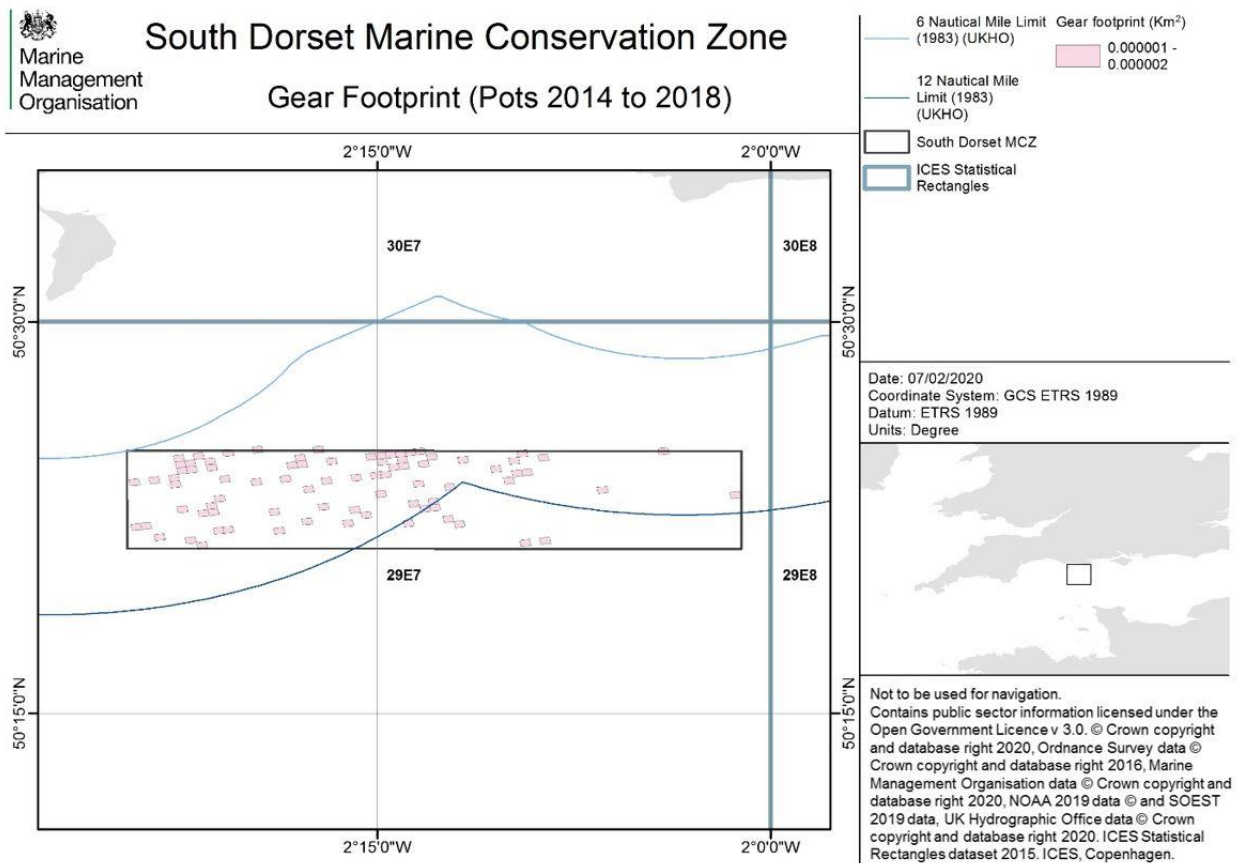 Marine
Management
Organisation
South Dorset Marine Conservation Zone
Gear Footprint (Pots 2014 to 2018)
6 Nautical Mile Limit
(1983) (UKHO)
12 Nautical Mile
Limit (1983)
(UKHO)
South Dorset MCZ
ICES Statistical
Rectangles
Gear footprint (Km²)
0.000001 -
0.000002
2°15'0"W
2°0'0"W
30E7
30E8
50°30'0"N
50°30'0"N
29E7
29E8
50°15'0"N
50°15'0"N
2°15'0"W
2°0'0"W
Date: 07/02/2020
Coordinate System: GCS ETRS 1989
Datum: ETRS 1989
Units: Degree
Not to be used for navigation.
Contains public sector information licensed under the
Open Government Licence v 3.0. © Crown copyright
and database right 2020, Ordnance Survey data ©
Crown copyright and database right 2016, Marine
Management Organisation data © Crown copyright and
database right 2020, NOAA 2019 data © and SOEST
2019 data, UK Hydrographic Office data © Crown
copyright and database right 2020. ICES Statistical
Rectangles dataset 2015. ICES, Copenhagen.